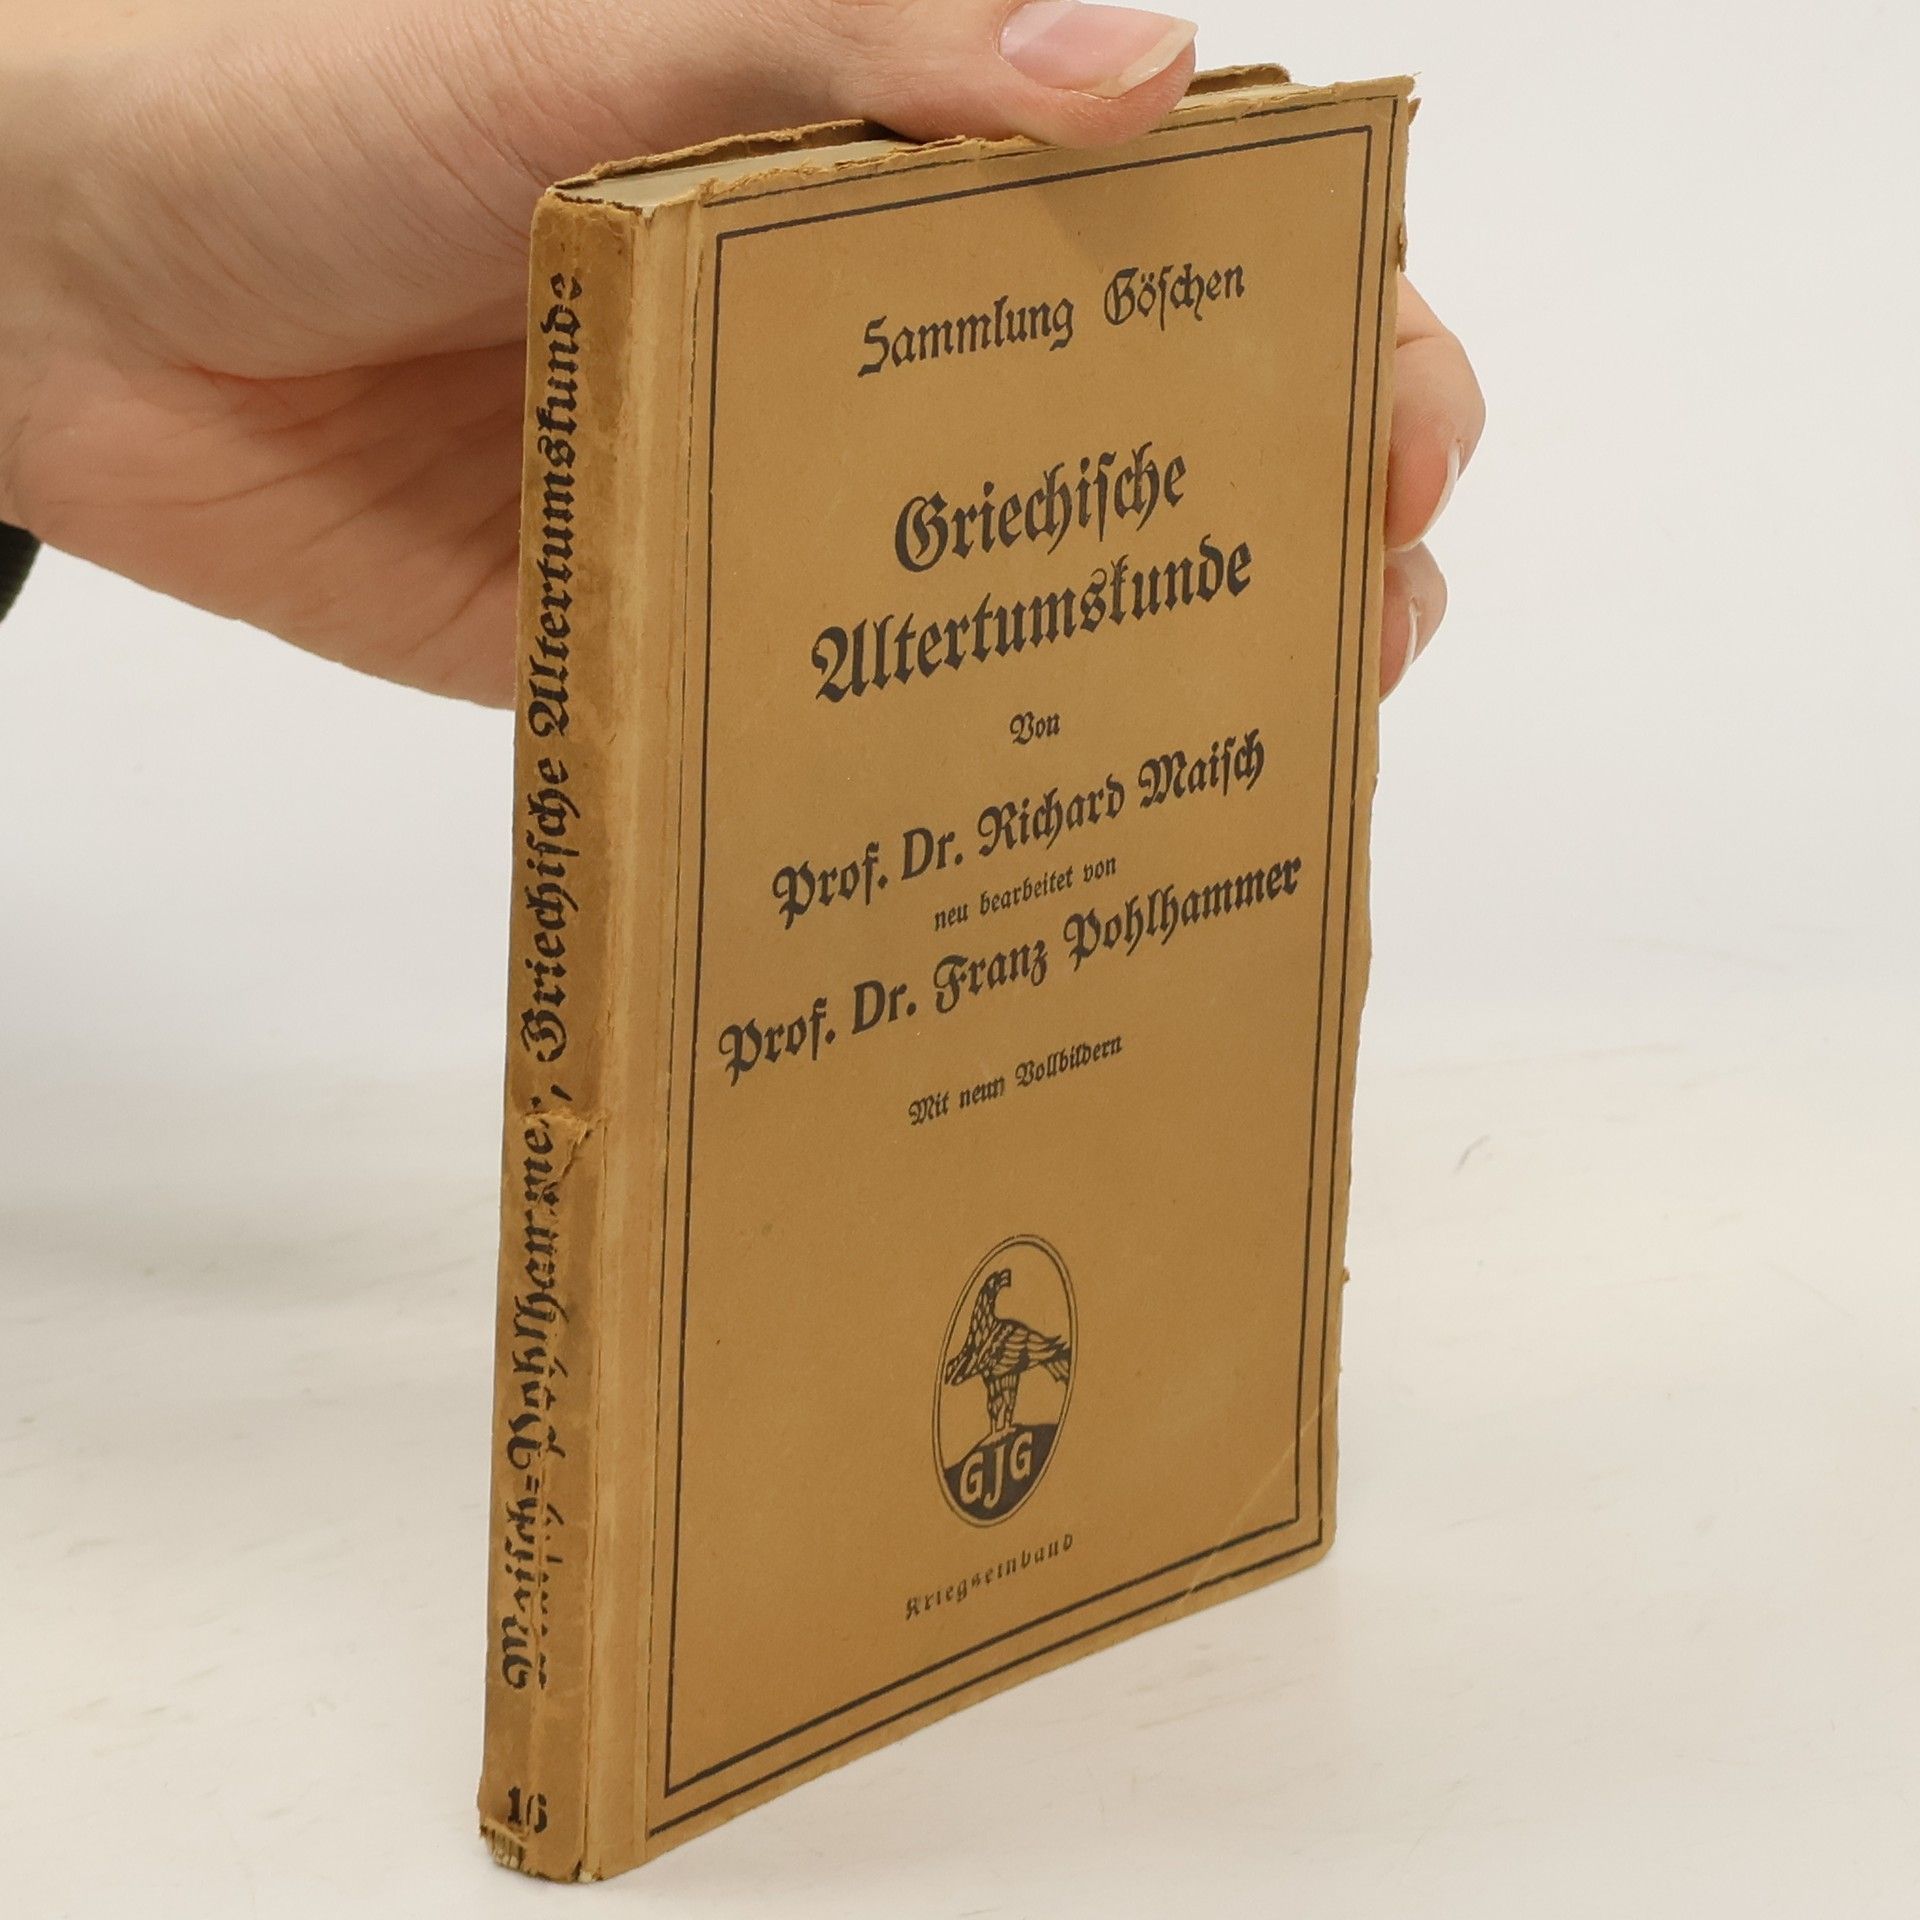 Sammlung Göschen
Griechische
Altertumskunde
Von
Prof. Dr. Richard Maisch
neu bearbeitet von
Prof. Dr. Franz Pohlhammer
Mit neun Vollbildern
GJG
Kriegseinband
Maisch-Pohlhammer, Griechische Altertumskunde
16